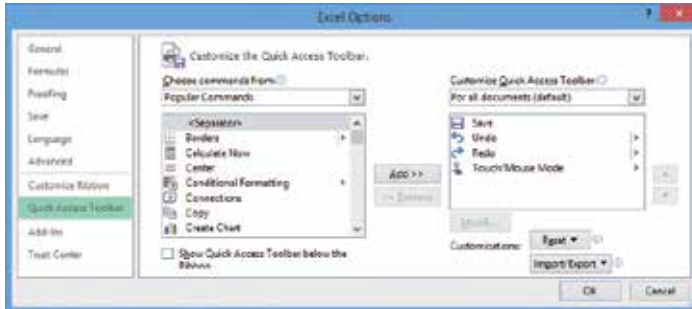 Excel Options
?
General
Formulas
Proofing
Save
Language
Advanced
Customize Ribbon
Quick Access Toolbar
Add-Ins
Trust Center
Customize the Quick Access Toolbar.
Choose commands from:
Popular Commands
<Separator>
Borders
Calculate Now
Center
Conditional Formatting
Connections
Copy
Create Chart
Show Quick Access Toolbar below the
Ribbon
Add >>
<< Remove
Customize Quick Access Toolbar:
For all documents (default)
Save
Undo
Redo
Touch/Mouse Mode
Modify...
Customizations:
Reset
Import/Export
OK
Cancel